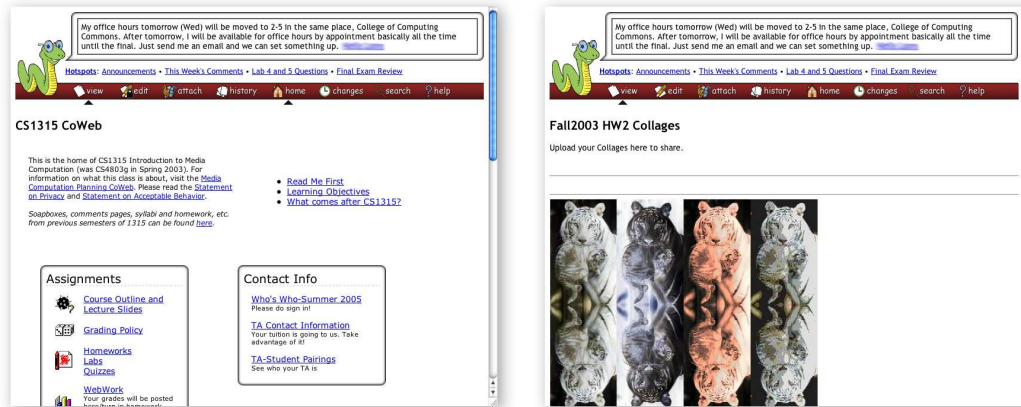 My office hours tomorrow (Wed) will be moved to 2-5 in the same place, College of Computing
Commons. After tomorrow, I will be available for office hours by appointment basically all the time
until the final. Just send me an email and we can set something up.
Hotspots: Announcements • This Week's Comments • Lab 4 and 5 Questions • Final Exam Review
view edit attach history home changes search help
CS1315 CoWeb
This is the home of CS1315 Introduction to Media
Computation (was CS4803g in Spring 2003). For
information on what this class is about, visit the Media
Computation Planning CoWeb. Please read the Statement
on Privacy and Statement on Acceptable Behavior.
Soapboxes, comments pages, syllabi and homework, etc.
from previous semesters of 1315 can be found here.
• Read Me First
• Learning Objectives
• What comes after CS1315?
Assignments
Course Outline and
Lecture Slides
Grading Policy
Homeworks
Labs
Quizzes
WebWork
Your grades will be posted
here/turn in homework
Contact Info
Who's Who-Summer 2005
Please do sign in!
TA Contact Information
Your tuition is going to us. Take
advantage of it!
TA-Student Pairings
See who your TA is
My office hours tomorrow (Wed) will be moved to 2-5 in the same place, College of Computing
Commons. After tomorrow, I will be available for office hours by appointment basically all the time
until the final. Just send me an email and we can set something up.
Hotspots: Announcements • This Week's Comments • Lab 4 and 5 Questions • Final Exam Review
view edit attach history home changes search help
Fall2003 HW2 Collages
Upload your Collages here to share.